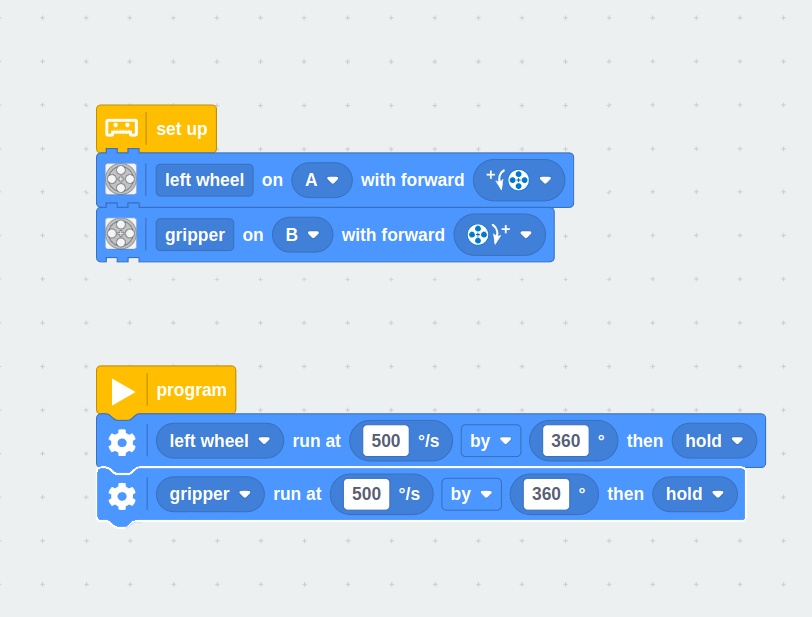 set up
left wheel on A with forward +
gripper on B with forward +
program
left wheel run at 500 °/s by 360 ° then hold
gripper run at 500 °/s by 360 ° then hold